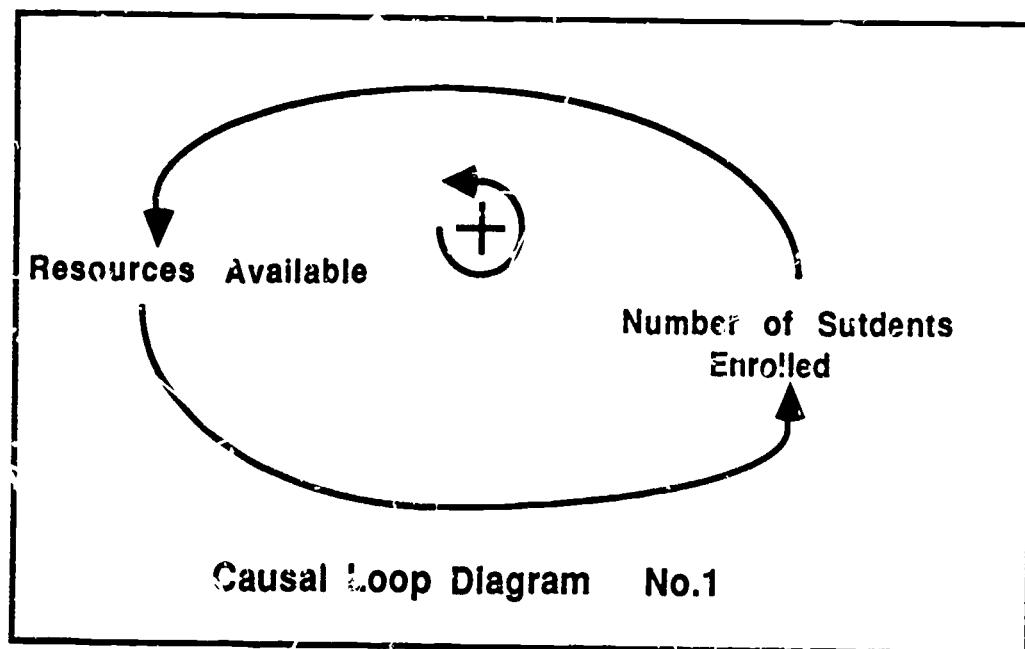 +
Resources Available
Number of Sutdents
Enrolled
Causal Loop Diagram No.1